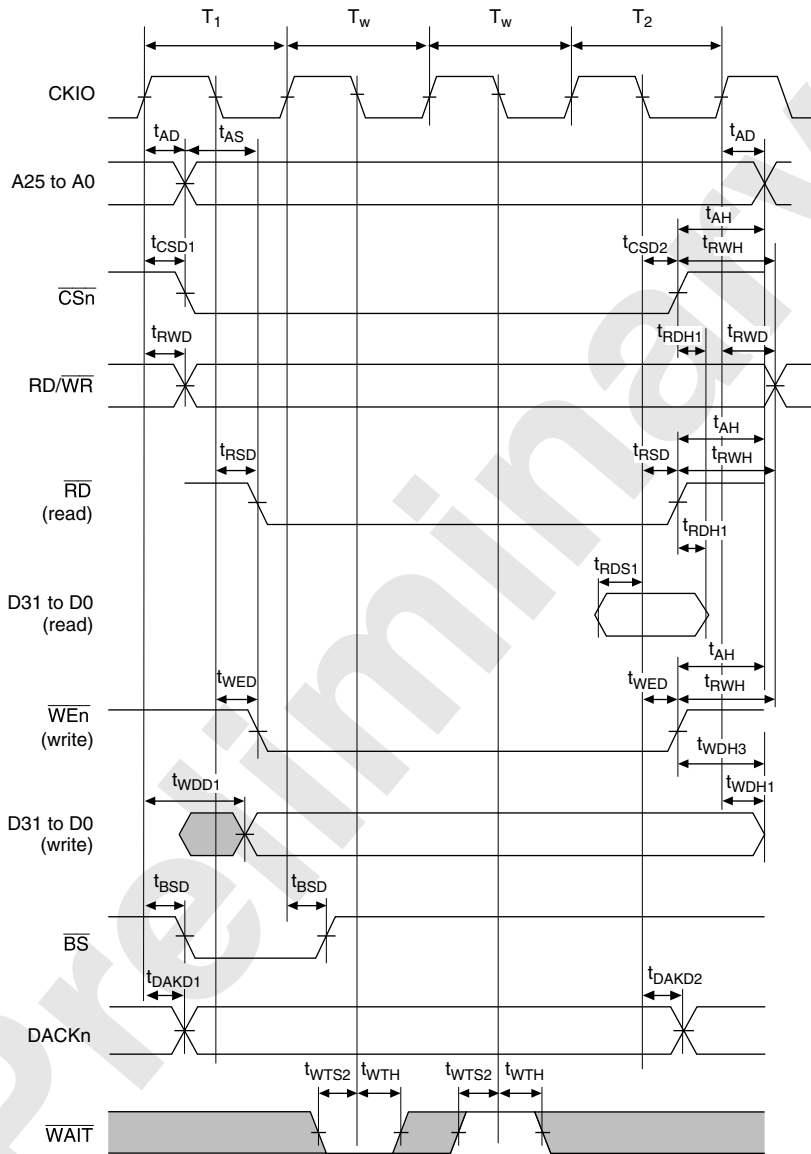 T1 Tw Tw T2
CKIO
tAD tAS tAD
A25 to A0
tAH
tCSD1 tCSD2 tRWH
CSn
tRWD tRDH1 tRWD
RD/WR
tAH
tRSD tRSD tRWH
RD
(read)
tRDH1
tRDS1
D31 to D0
(read)
tAH
tWED tWED tRWH
WEn
(write)
tWDH3
tWDD1 tWDH1
D31 to D0
(write)
tBSD tBSD
BS
tDAKD1 tDAKD2
DACKn
tWTS2 tWTH tWTS2 tWTH
WAIT
Preliminary